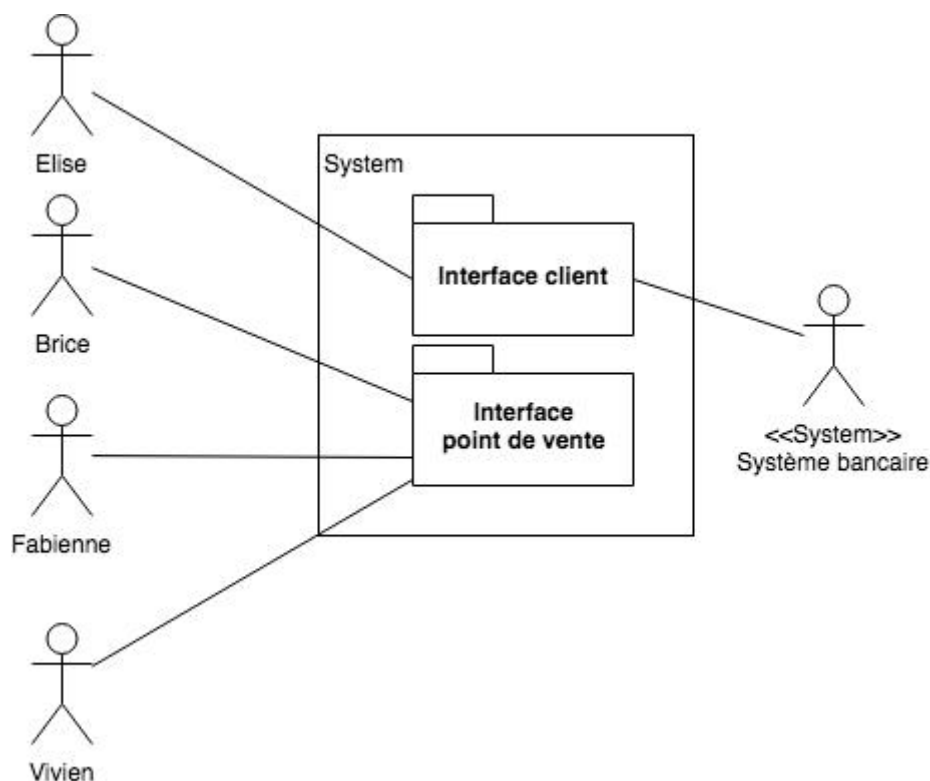 Elise
System
Interface client
Brice
Interface
point de vente
<<System>>
Système bancaire
Fabienne
Vivien